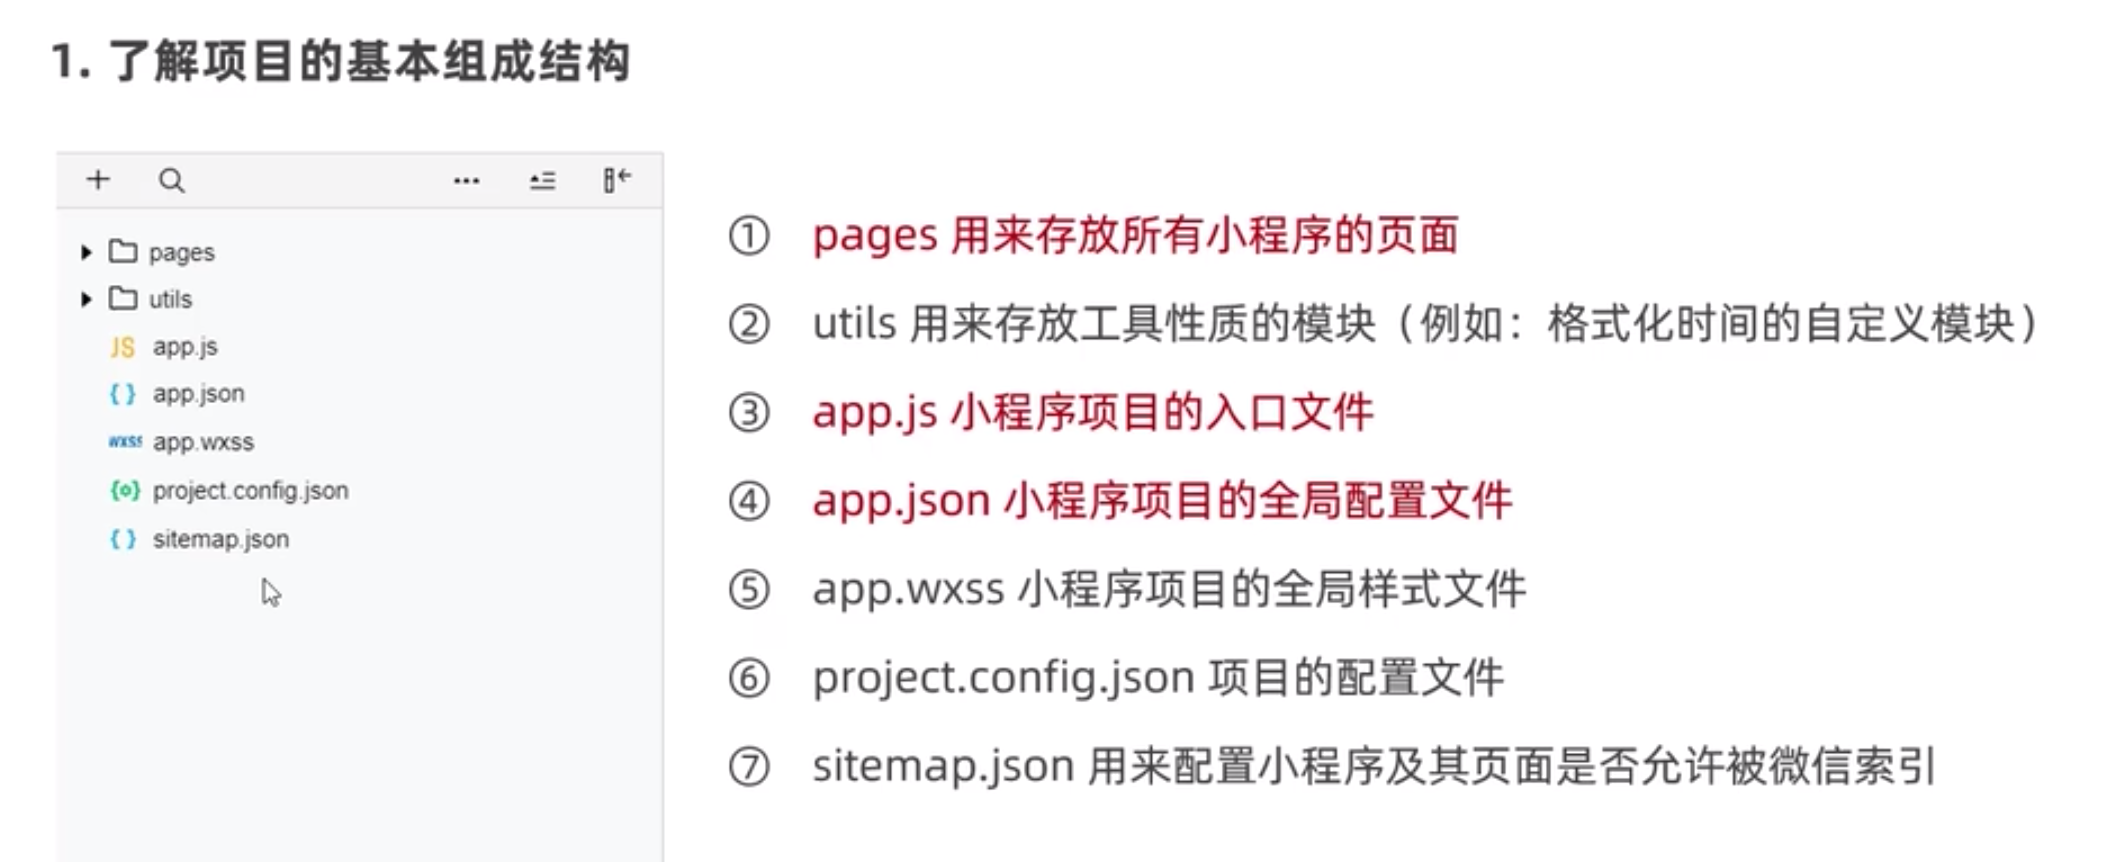 1. 了解项目的基本组成结构
pages
utils
JS app.js
{ } app.json
wxss app.wxss
project.config.json
{ } sitemap.json
① pages 用来存放所有小程序的页面
② utils 用来存放工具性质的模块（例如：格式化时间的自定义模块）
③ app.js 小程序项目的入口文件
④ app.json 小程序项目的全局配置文件
⑤ app.wxss 小程序项目的全局样式文件
⑥ project.config.json 项目的配置文件
⑦ sitemap.json 用来配置小程序及其页面是否允许被微信索引